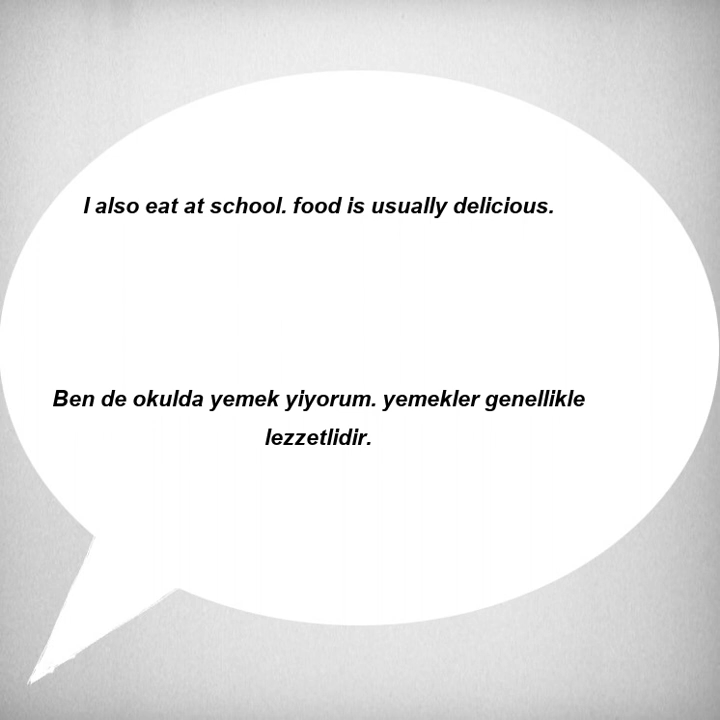 I also eat at school. food is usually delicious.
Ben de okulda yemek yiyorum. yemekler genellikle
lezzetlidir.